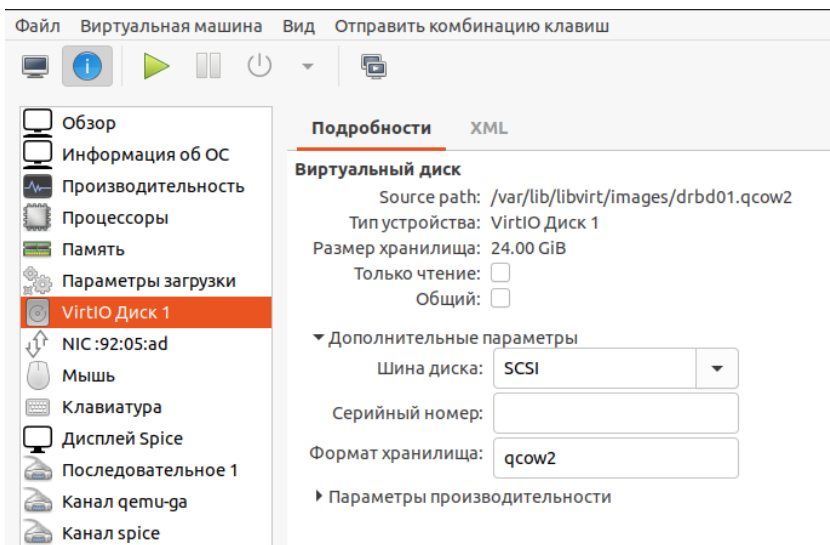 Файл Виртуальная машина Вид Отправить комбинацию клавиш
Обзор
Информация об ОС
Производительность
Процессоры
Память
Параметры загрузки
VirtIO Диск 1
NIC :92:05:ad
Мышь
Клавиатура
Дисплей Spice
Последовательное 1
Канал qemu-ga
Канал spice
Подробности XML
Виртуальный диск
Source path: /var/lib/libvirt/images/drbd01.qcow2
Тип устройства: VirtIO Диск 1
Размер хранилища: 24.00 GiB
Только чтение:
Общий:
Дополнительные параметры
Шина диска: SCSI
Серийный номер:
Формат хранилища: qcow2
Параметры производительности